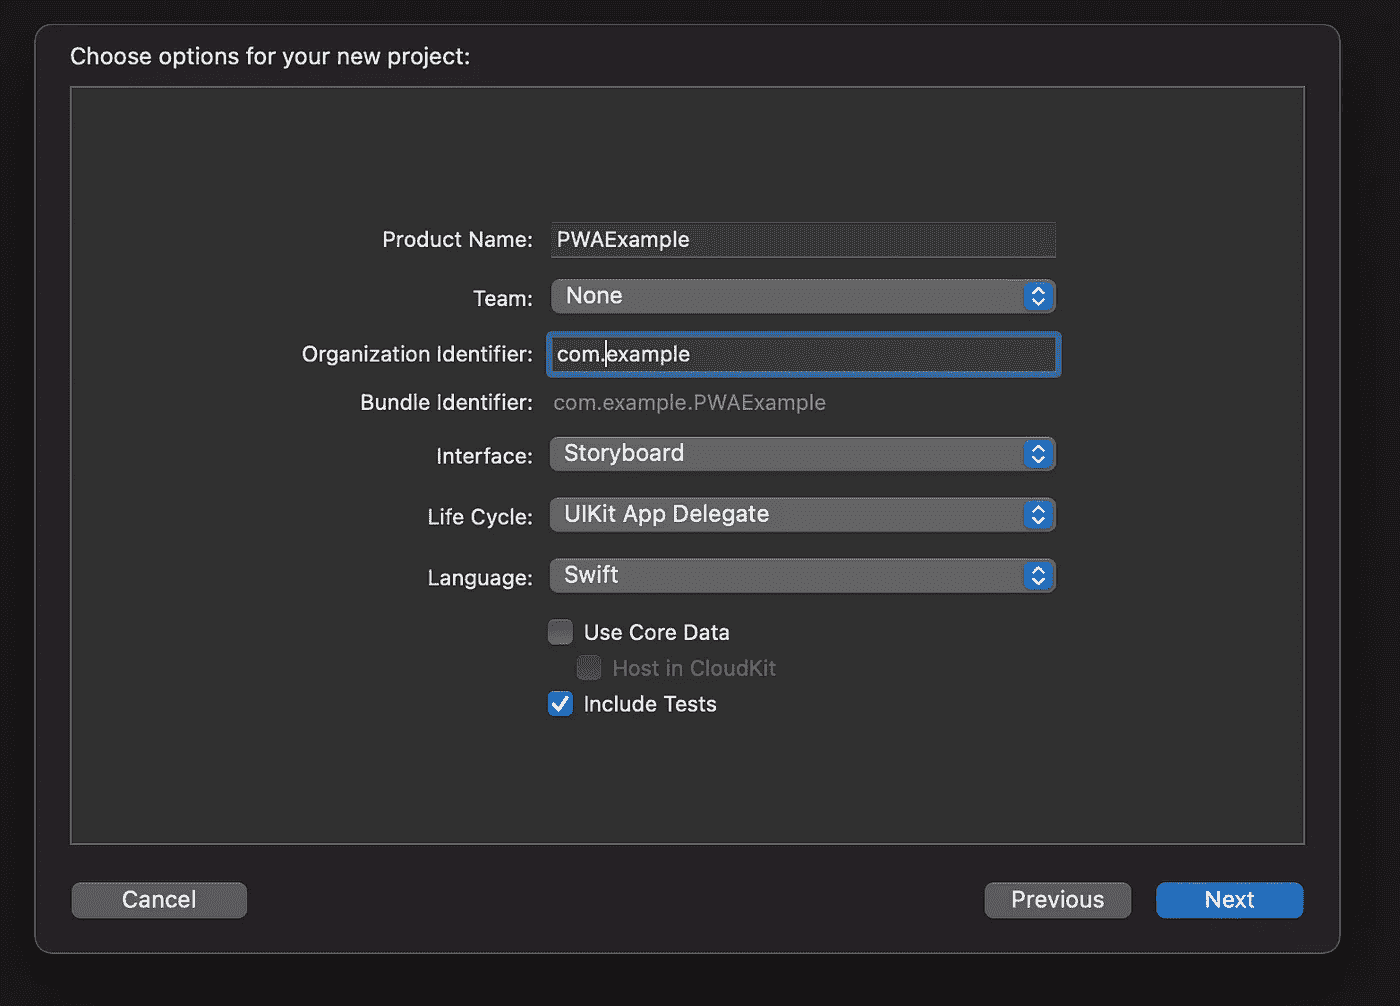 Choose options for your new project:
Product Name: PWAExample
Team: None
Organization Identifier: com.example
Bundle Identifier: com.example.PWAExample
Interface: Storyboard
Life Cycle: UIKit App Delegate
Language: Swift
Use Core Data
Host in CloudKit
Include Tests
Cancel Previous Next